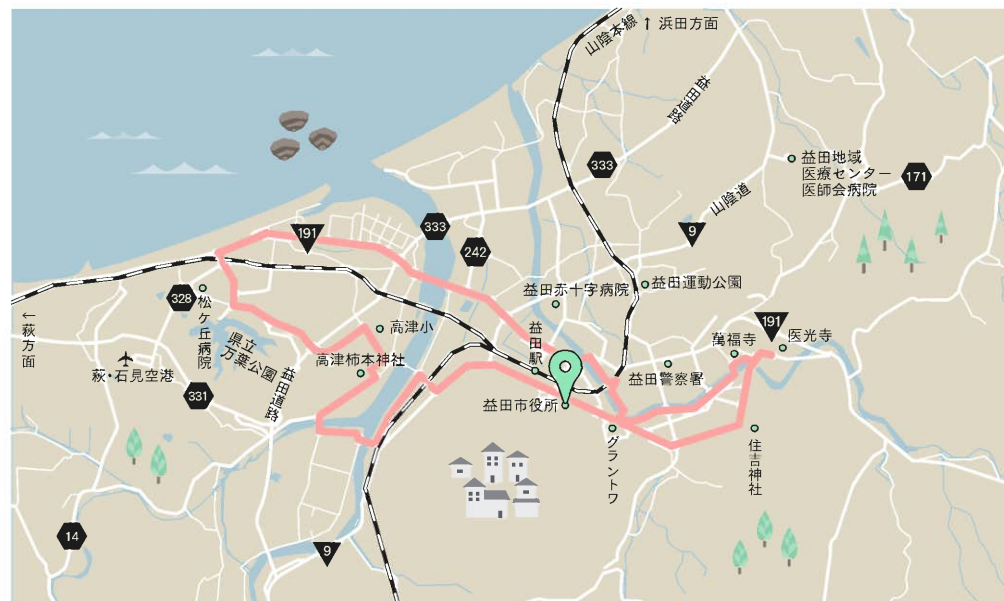 山陰本線
↑ 浜田方面
益田道路
333
益田地域
医療センター
医師会病院
171
山陰道
9
191
333
242
益田赤十字病院
益田運動公園
328
松ヶ丘病院
←萩方面
県立
万葉公園
高津小
高津柿本神社
益田駅
益田警察署
萬福寺
191
医光寺
萩・石見空港
331
益田道路
益田市役所
グラントワ
住吉神社
14
9